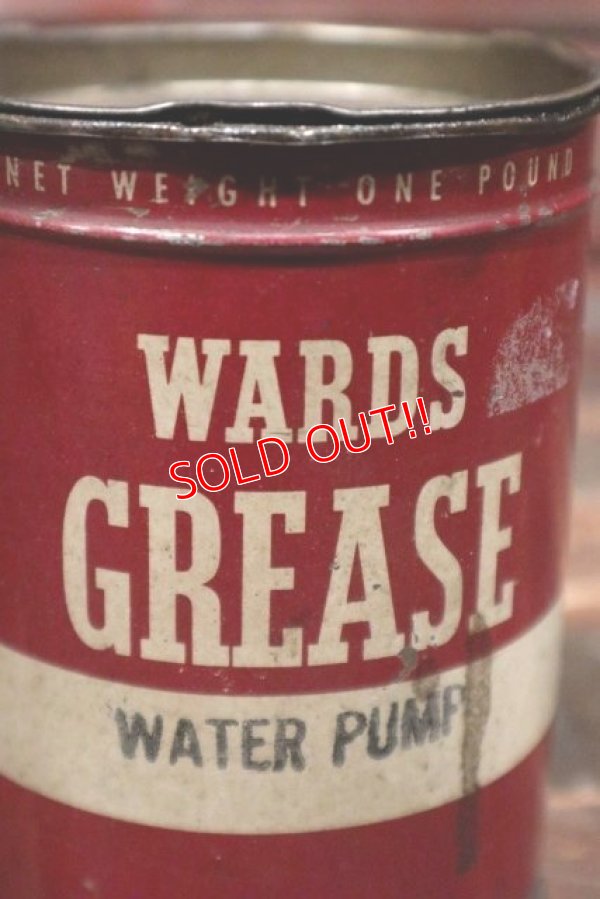 NET WEIGHT ONE POUND
WARDS
SOLD OUT!!
GREASE
WATER PUMP